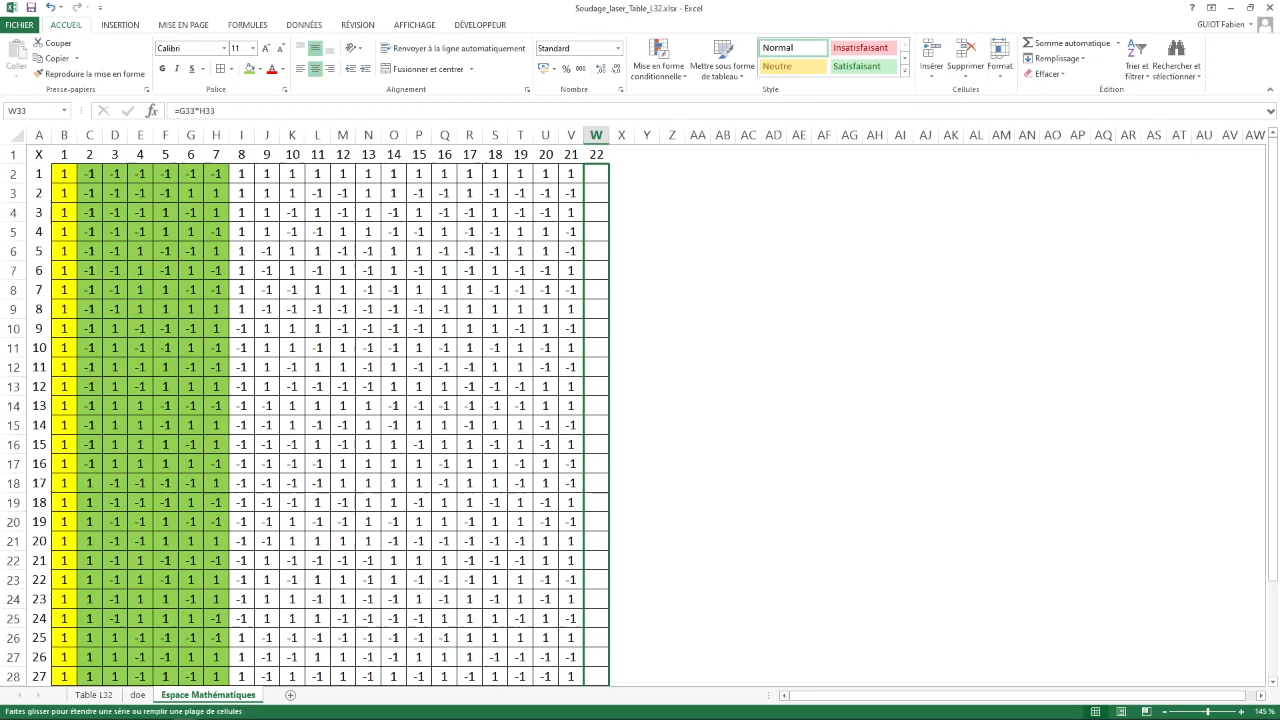 Soudage_laser_Table_L32.xlsx - Excel
FICHIER ACCUEIL INSERTION MISE EN PAGE FORMULES DONNÉES RÉVISION AFFICHAGE DÉVELOPPEUR GUIOT Fabien
Coller
Couper
Copier
Reproduire la mise en forme
Presse-papiers
Calibri 11
G I S
Police
Renvoyer à la ligne automatiquement
Fusionner et centrer
Alignement
Standard
% 000
Nombre
Mise en forme conditionnelle
Mettre sous forme de tableau
Normal Insatisfaisant
Neutre Satisfaisant
Style
Insérer Supprimer Format
Cellules
Somme automatique
Remplissage
Effacer
Trier et filtrer
Rechercher et sélectionner
Édition
W33 fx =G33*H33
A B C D E F G H I J K L M N O P Q R S T U V W X Y Z AA AB AC AD AE AF AG AH AI AJ AK AL AM AN AO AP AQ AR AS AT AU AV AW
1 X 1 2 3 4 5 6 7 8 9 10 11 12 13 14 15 16 17 18 19 20 21 22
2 1 1 -1 -1 -1 -1 -1 -1 1 1 1 1 1 1 1 1 1 1 1 1 1 1
3 2 1 -1 -1 -1 -1 1 1 1 1 1 -1 -1 1 1 -1 -1 1 -1 -1 -1 -1
4 3 1 -1 -1 -1 1 -1 1 1 1 -1 1 -1 1 -1 1 -1 -1 1 -1 -1 1
5 4 1 -1 -1 -1 1 1 -1 1 1 -1 -1 1 1 -1 -1 1 -1 -1 1 1 -1
6 5 1 -1 -1 1 -1 -1 1 1 -1 1 1 -1 -1 1 1 -1 -1 -1 1 1 -1
7 6 1 -1 -1 1 -1 1 -1 1 -1 1 -1 1 -1 1 -1 1 -1 1 -1 -1 1
8 7 1 -1 -1 1 1 -1 -1 1 -1 -1 1 1 -1 -1 1 1 1 -1 -1 -1 -1
9 8 1 -1 -1 1 1 1 1 1 -1 -1 -1 -1 -1 -1 -1 -1 1 1 1 1 1
10 9 1 -1 1 -1 -1 -1 1 -1 1 1 1 -1 -1 -1 -1 1 1 1 -1 1 -1
11 10 1 -1 1 -1 -1 1 -1 -1 1 1 -1 1 -1 -1 1 -1 1 -1 1 -1 1
12 11 1 -1 1 -1 1 -1 -1 -1 1 -1 1 1 -1 1 -1 -1 -1 1 1 -1 -1
13 12 1 -1 1 -1 1 1 1 -1 1 -1 -1 -1 -1 1 1 1 -1 -1 -1 1 1
14 13 1 -1 1 1 -1 -1 -1 -1 -1 1 1 1 1 -1 -1 -1 -1 -1 -1 1 1
15 14 1 -1 1 1 -1 1 1 -1 -1 1 -1 -1 1 -1 1 1 -1 1 1 -1 -1
16 15 1 -1 1 1 1 -1 1 -1 -1 -1 1 -1 1 1 -1 1 1 -1 1 -1 1
17 16 1 -1 1 1 1 1 -1 -1 -1 -1 -1 1 1 1 1 -1 1 1 -1 1 -1
18 17 1 1 -1 -1 -1 -1 1 -1 -1 -1 -1 1 1 1 1 -1 1 1 -1 1 -1
19 18 1 1 -1 -1 -1 1 -1 -1 -1 -1 1 -1 1 1 -1 1 1 -1 1 -1 1
20 19 1 1 -1 -1 1 -1 -1 -1 -1 1 -1 -1 1 -1 1 1 -1 1 1 -1 -1
21 20 1 1 -1 -1 1 1 1 -1 -1 1 1 1 1 -1 -1 -1 -1 -1 -1 1 1
22 21 1 1 -1 1 -1 -1 -1 -1 1 -1 -1 -1 -1 1 1 1 -1 -1 -1 1 1
23 22 1 1 -1 1 -1 1 1 -1 1 -1 1 1 -1 1 -1 -1 -1 1 1 -1 -1
24 23 1 1 -1 1 1 -1 1 -1 1 1 -1 1 -1 -1 1 -1 1 -1 1 -1 1
25 24 1 1 -1 1 1 1 -1 -1 1 1 1 -1 -1 -1 -1 1 1 1 -1 1 -1
26 25 1 1 1 -1 -1 -1 -1 1 -1 -1 -1 -1 -1 -1 -1 -1 1 1 1 1 1
27 26 1 1 1 -1 -1 1 1 1 -1 -1 1 1 -1 -1 1 1 1 -1 -1 -1 -1
28 27 1 1 1 -1 1 -1 1 1 -1 1 -1 1 -1 1 -1 1 -1 1 -1 -1 1
Table L32 doe Espace Mathématiques
Faites glisser pour étendre une série ou remplir une plage de cellules 145 %